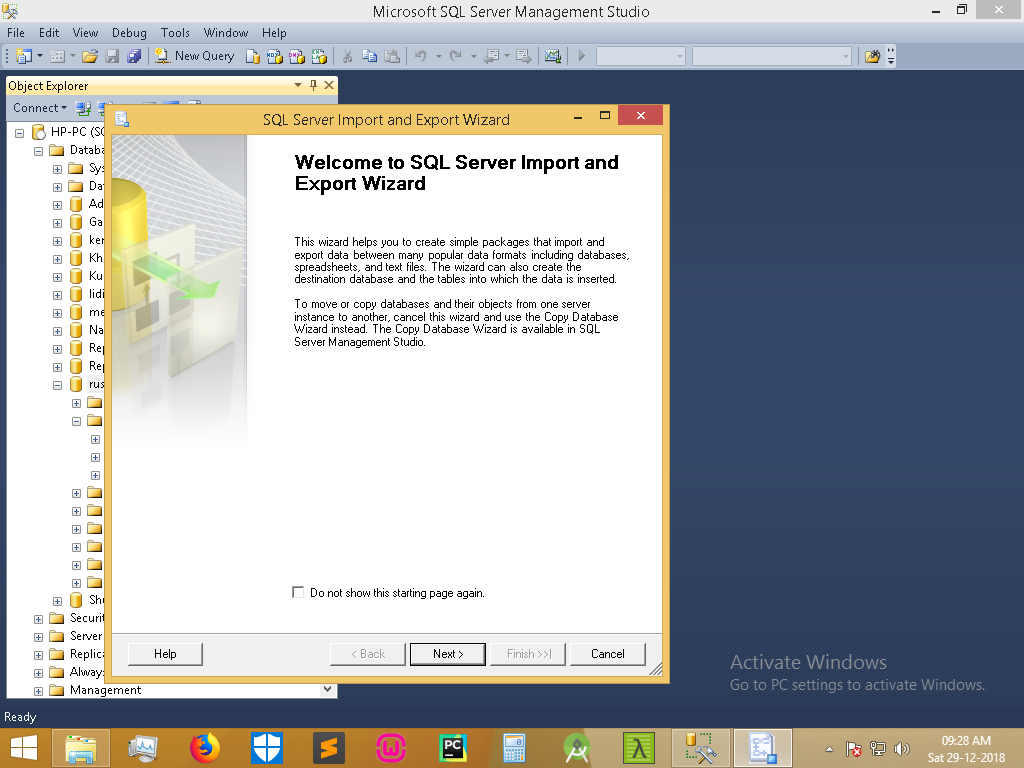 Microsoft SQL Server Management Studio
File Edit View Debug Tools Window Help
New Query
Object Explorer
Connect
HP-PC (SQ
Databa
Sys
Dat
Ad
Ga
ker
Kh
Ku
lidi
me
Na
Rep
Rep
rus
Sh
Securit
Server
Replica
Always
Management
SQL Server Import and Export Wizard
Welcome to SQL Server Import and
Export Wizard
This wizard helps you to create simple packages that import and
export data between many popular data formats including databases,
spreadsheets, and text files. The wizard can also create the
destination database and the tables into which the data is inserted.
To move or copy databases and their objects from one server
instance to another, cancel this wizard and use the Copy Database
Wizard instead. The Copy Database Wizard is available in SQL
Server Management Studio.
Do not show this starting page again.
Help < Back Next > Finish >>| Cancel
Activate Windows
Go to PC settings to activate Windows.
Ready
PC
09:28 AM
Sat 29-12-2018